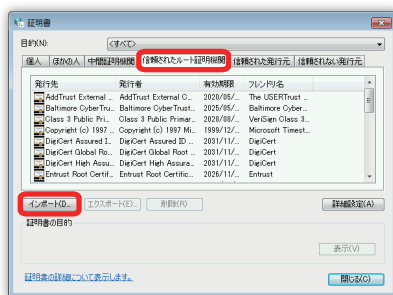 証明書
目的(N): <すべて>
個人 ほかの人 中間証明機関 信頼されたルート証明機関 信頼された発行元 信頼されない発行元
発行先 発行者 有効期限 フレンドリ名
AddTrust External ... AddTrust External C... 2020/05/... The USERTrust ...
Baltimore CyberTru... Baltimore CyberTrus... 2025/05/... Baltimore Cyber...
Class 3 Public Pri... Class 3 Public Primar... 2028/08/... VeriSign Class 3...
Copyright (c) 1997 ... Copyright (c) 1997 Mi... 1999/12/... Microsoft Timest...
DigiCert Assured I... DigiCert Assured ID ... 2031/11/... DigiCert
DigiCert Global Ro... DigiCert Global Root ... 2031/11/... DigiCert
DigiCert High Assu... DigiCert High Assura... 2031/11/... DigiCert
Entrust Root Certif... Entrust Root Certific... 2026/11/... Entrust
インポート(I)... エクスポート(E)... 削除(R) 詳細設定(A)
証明書の目的
表示(V)
証明書の詳細について表示します。
閉じる(C)